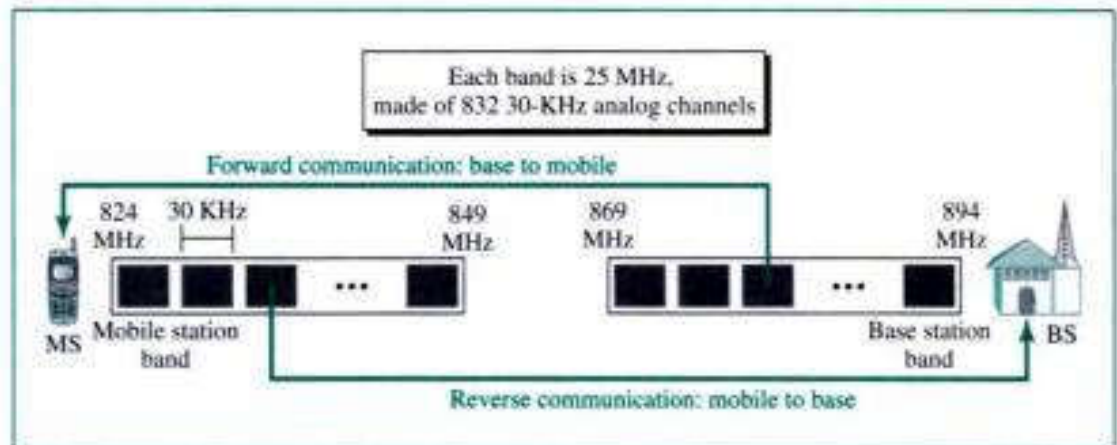 Each band is 25 MHz,
made of 832 30-KHz analog channels
Forward communication: base to mobile
824
MHz
30 KHz
849
MHz
869
MHz
894
MHz
...
...
MS
Mobile station
band
Base station
band
BS
Reverse communication: mobile to base